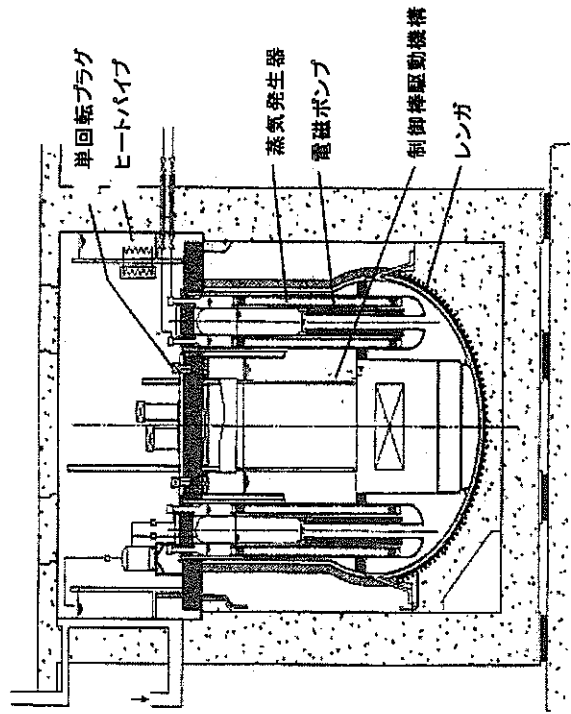 単回転プラグ
ヒートパイプ
蒸気発生器
電磁ポンプ
制御棒駆動機構
レンガ